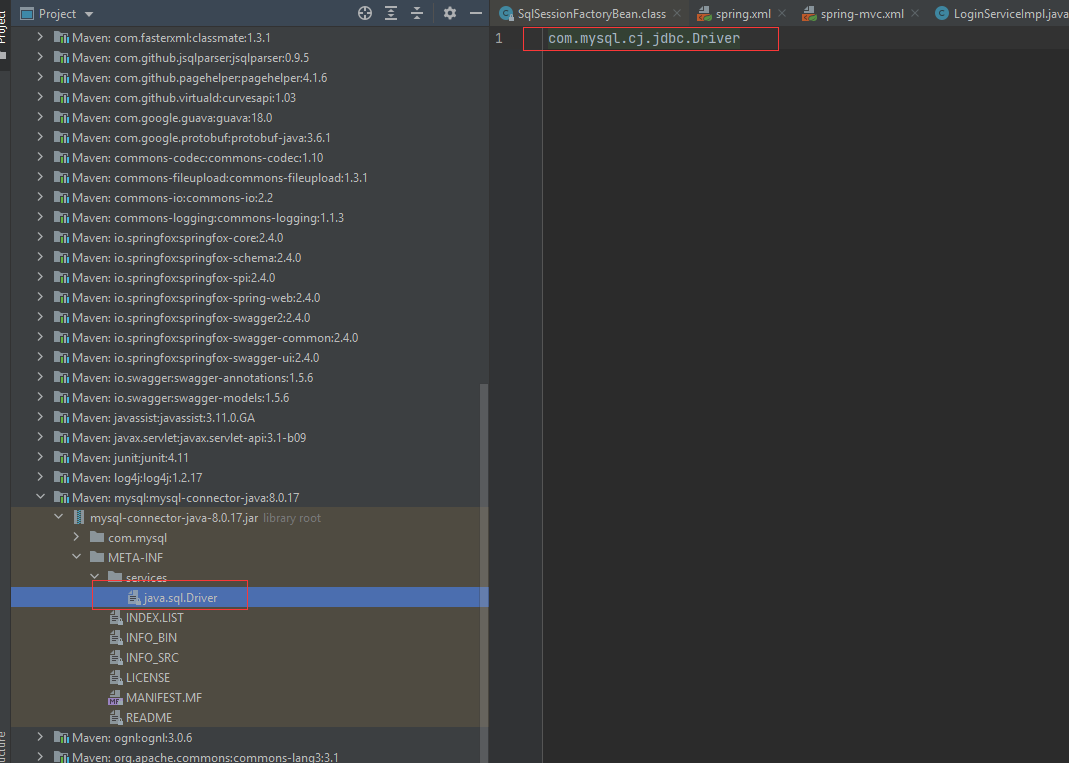 Project
SqlSessionFactoryBean.class
spring.xml
spring-mvc.xml
LoginServiceImpl.java
1 com.mysql.cj.jdbc.Driver
Maven: com.fasterxml:classmate:1.3.1
Maven: com.github.jsqlparser:jsqlparser:0.9.5
Maven: com.github.pagehelper:pagehelper:4.1.6
Maven: com.github.virtuald:curvesapi:1.03
Maven: com.google.guava:guava:18.0
Maven: com.google.protobuf:protobuf-java:3.6.1
Maven: commons-codec:commons-codec:1.10
Maven: commons-fileupload:commons-fileupload:1.3.1
Maven: commons-io:commons-io:2.2
Maven: commons-logging:commons-logging:1.1.3
Maven: io.springfox:springfox-core:2.4.0
Maven: io.springfox:springfox-schema:2.4.0
Maven: io.springfox:springfox-spi:2.4.0
Maven: io.springfox:springfox-spring-web:2.4.0
Maven: io.springfox:springfox-swagger2:2.4.0
Maven: io.springfox:springfox-swagger-common:2.4.0
Maven: io.springfox:springfox-swagger-ui:2.4.0
Maven: io.swagger:swagger-annotations:1.5.6
Maven: io.swagger:swagger-models:1.5.6
Maven: javassist:javassist:3.11.0.GA
Maven: javax.servlet:javax.servlet-api:3.1-b09
Maven: junit:junit:4.11
Maven: log4j:log4j:1.2.17
Maven: mysql:mysql-connector-java:8.0.17
mysql-connector-java-8.0.17.jar library root
com.mysql
META-INF
services
java.sql.Driver
INDEX.LIST
INFO_BIN
INFO_SRC
LICENSE
MANIFEST.MF
README
Maven: ognl:ognl:3.0.6
Maven: org.apache.commons:commons-lang3:3.1